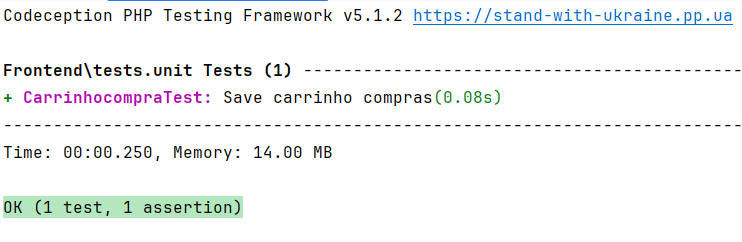 Codeception PHP Testing Framework v5.1.2 https://stand-with-ukraine.pp.ua
Frontend\tests.unit Tests (1) --------------------------------------------
+ CarrinhocompraTest: Save carrinho compras(0.08s)
--------------------------------------------------------------------------
Time: 00:00.250, Memory: 14.00 MB
OK (1 test, 1 assertion)